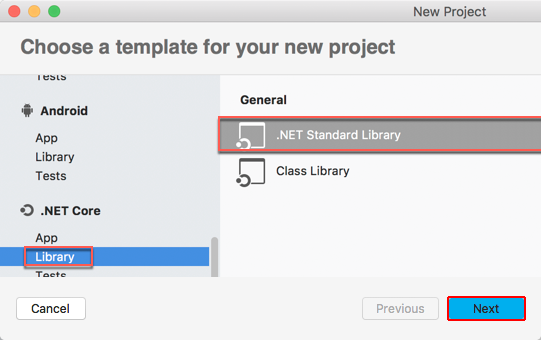 New Project
Choose a template for your new project
Tests
Android
App
Library
Tests
.NET Core
App
Library
Tests
General
.NET Standard Library
Class Library
Cancel
Previous
Next